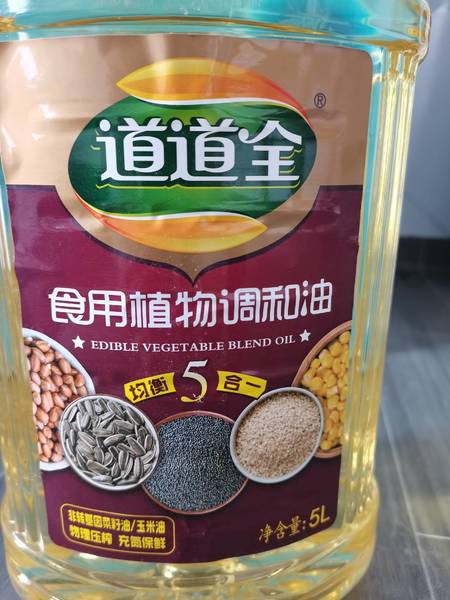 道道全
®
食用植物调和油
★ EDIBLE VEGETABLE BLEND OIL ★
均衡 5 合一
非转基因菜籽油/玉米油
物理压榨 充氮保鲜
净含量:5L